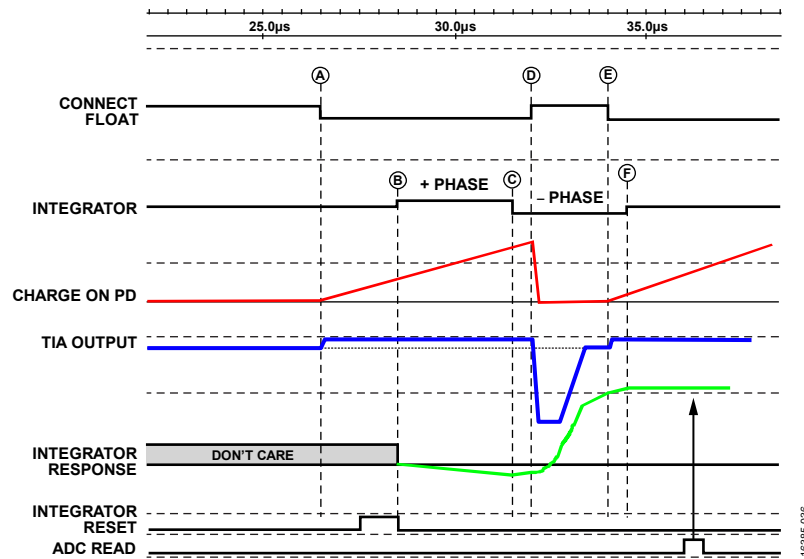 25.0µs 30.0µs 35.0µs
A D E
CONNECT
FLOAT
B + PHASE C – PHASE F
INTEGRATOR
CHARGE ON PD
TIA OUTPUT
INTEGRATOR
RESPONSE
DON'T CARE
INTEGRATOR
RESET
ADC READ